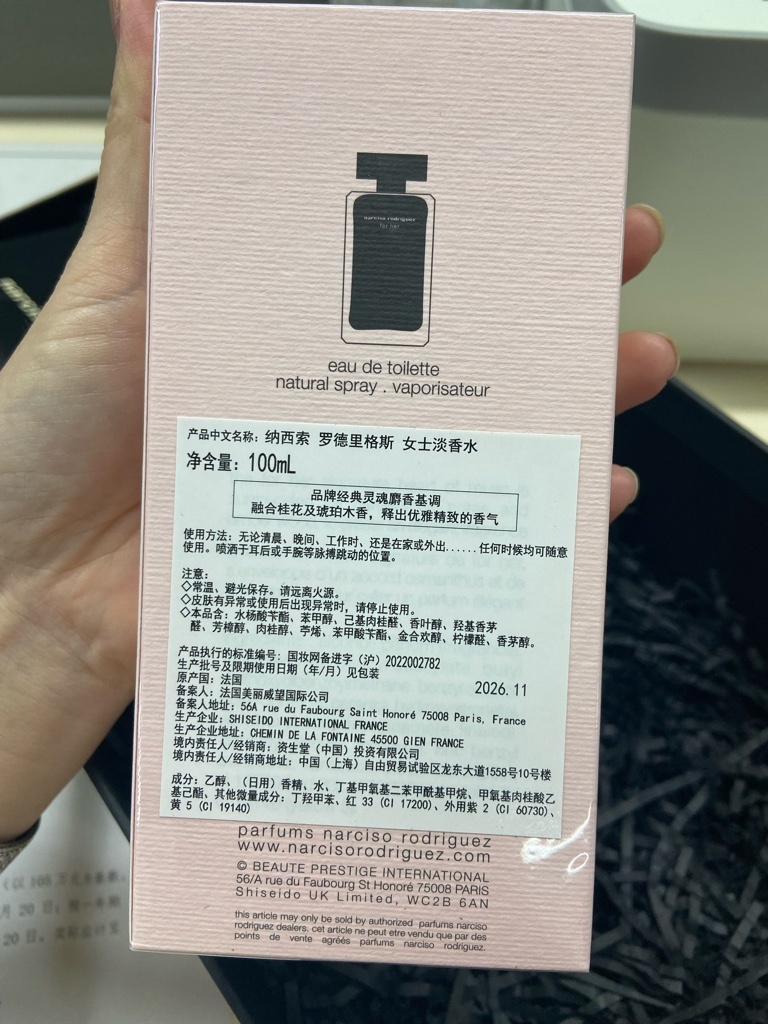 narciso rodriguez
for her
eau de toilette
natural spray . vaporisateur
产品中文名称：纳西索 罗德里格斯 女士淡香水
净含量：100mL
品牌经典灵魂麝香基调
融合桂花及琥珀木香，释出优雅精致的香气
使用方法：无论清晨、晚间、工作时、还是在家或外出......任何时候均可随意
使用。喷洒于耳后或手腕等脉搏跳动的位置。
注意：
◇常温、避光保存。请远离火源。
◇皮肤有异常或使用后出现异常时，请停止使用。
◇本品含：水杨酸苄酯、苯甲醇、己基肉桂醛、香叶醇、羟基香茅
醛、芳樟醇、肉桂醇、苧烯、苯甲酸苄酯、金合欢醇、柠檬醛、香茅醇。
产品执行的标准编号：国妆网备进字（沪）2022002782
生产批号及限期使用日期（年/月）见包装
原产国：法国
2026.11
备案人：法国美丽威望国际公司
备案人地址：56A rue du Faubourg Saint Honoré 75008 Paris, France
生产企业：SHISEIDO INTERNATIONAL FRANCE
生产企业地址：CHEMIN DE LA FONTAINE 45500 GIEN FRANCE
境内责任人/经销商：资生堂（中国）投资有限公司
境内责任人/经销商地址：中国（上海）自由贸易试验区龙东大道1558号10号楼
成分：乙醇、（日用）香精、水、丁基甲氧基二苯甲酰基甲烷、甲氧基肉桂酸乙
基己酯、其他微量成分：丁羟甲苯、红 33（CI 17200）、外用紫 2（CI 60730）、
黄 5（CI 19140）
parfums narciso rodriguez
www.narcisorodriguez.com
© BEAUTE PRESTIGE INTERNATIONAL
56/A rue du Faubourg St Honoré 75008 PARIS
Shiseido UK Limited, WC2B 6AN
this article may only be sold by authorized parfums narciso
rodriguez dealers. cet article ne peut etre vendu que par des
points de vente agréés parfums narciso rodriguez.